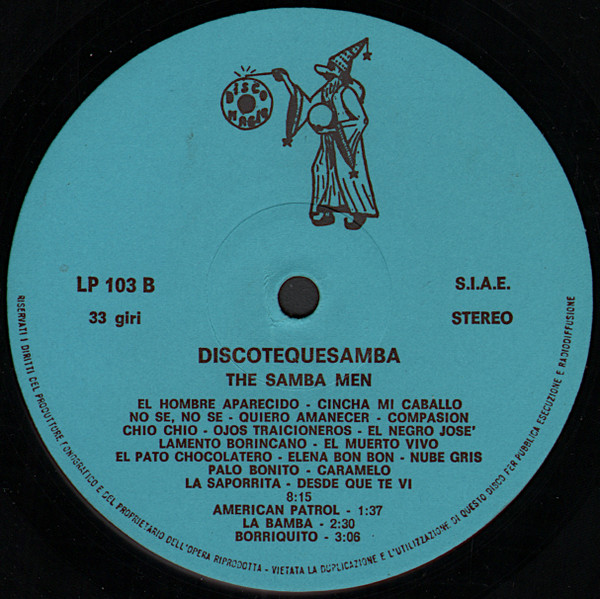 DISCO
MAGIC
LP 103 B
S.I.A.E.
33 giri
STEREO
DISCOTEQUESAMBA
THE SAMBA MEN
EL HOMBRE APARECIDO - CINCHA MI CABALLO
NO SE, NO SE - QUIERO AMANECER - COMPASION
CHIO CHIO - OJOS TRAICIONEROS - EL NEGRO JOSE'
LAMENTO BORINCANO - EL MUERTO VIVO
EL PATO CHOCOLATERO - ELENA BON BON - NUBE GRIS
PALO BONITO - CARAMELO
LA SAPORRITA - DESDE QUE TE VI
8:15
AMERICAN PATROL - 1:37
LA BAMBA - 2:30
BORRIQUITO - 3:06
RISERVATI I DIRITTI DEL PRODUTTORE FONOGRAFICO E DEL PROPRIETARIO DELL'OPERA RIPRODOTTA - VIETATA LA DUPLICAZIONE E L'UTILIZZAZIONE DI QUESTO DISCO PER PUBBLICA ESECUZIONE E RADIODIFFUSIONE